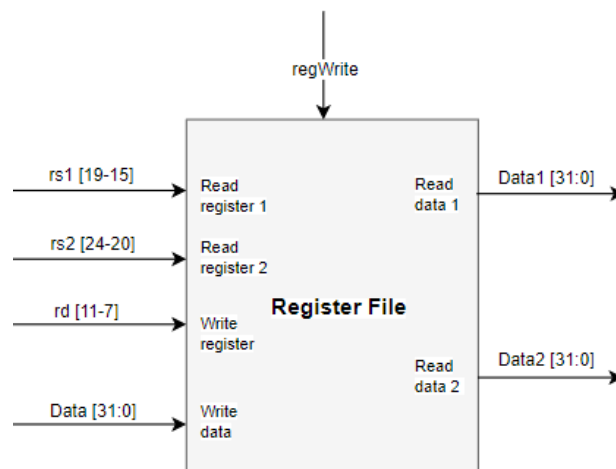 regWrite
rs1 [19-15]
Read
register 1
Read
data 1
Data1 [31:0]
rs2 [24-20]
Read
register 2
Register File
rd [11-7]
Write
register
Read
data 2
Data2 [31:0]
Data [31:0]
Write
data